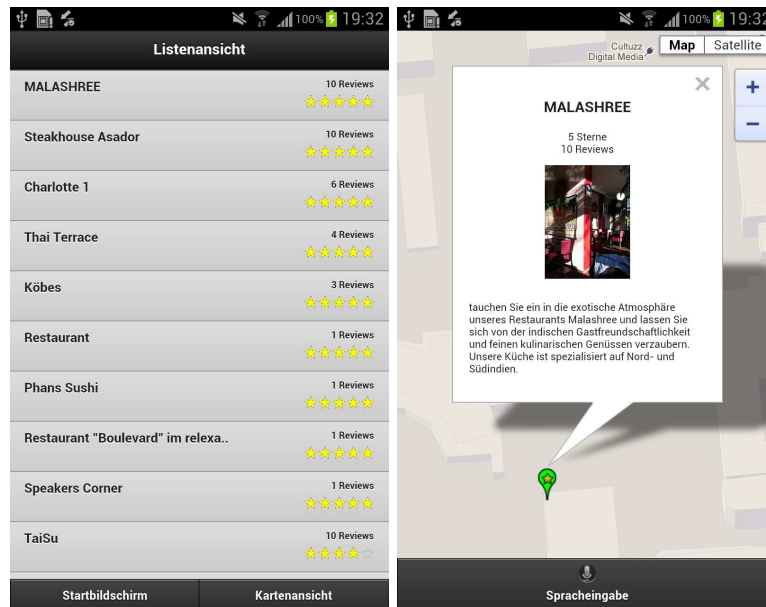 100% 19:32
Listenansicht
MALASHREE
10 Reviews
Steakhouse Asador
10 Reviews
Charlotte 1
6 Reviews
Thai Terrace
4 Reviews
Köbes
3 Reviews
Restaurant
1 Reviews
Phans Sushi
1 Reviews
Restaurant "Boulevard" im relexa..
1 Reviews
Speakers Corner
1 Reviews
TaiSu
10 Reviews
Startbildschirm
Kartenansicht
100% 19:32
Cultuzz
Digital Media
Map
Satellite
+
−
MALASHREE
5 Sterne
10 Reviews
tauchen Sie ein in die exotische Atmosphäre
unseres Restaurants Malashree und lassen Sie
sich von der indischen Gastfreundschaftlichkeit
und feinen kulinarischen Genüssen verzaubern.
Unsere Küche ist spezialisiert auf Nord- und
Südindien.
Spracheingabe